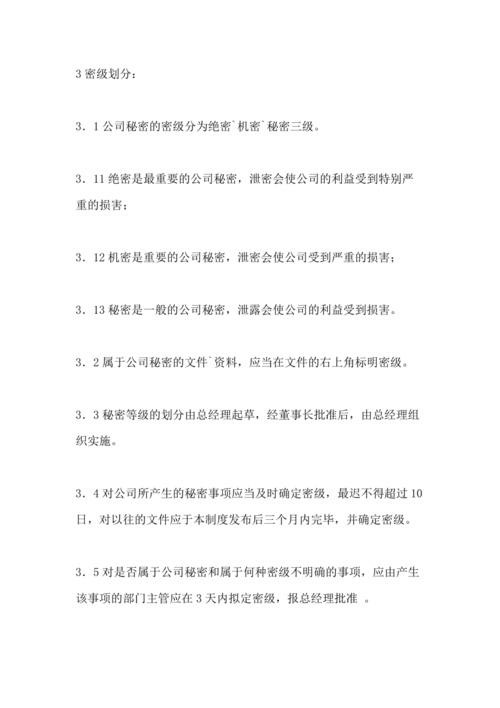 3密级划分：
3．1公司秘密的密级分为绝密`机密`秘密三级。
3．11绝密是最重要的公司秘密，泄密会使公司的利益受到特别严
重的损害；
3．12机密是重要的公司秘密，泄密会使公司受到严重的损害；
3．13秘密是一般的公司秘密，泄露会使公司的利益受到损害。
3．2属于公司秘密的文件`资料，应当在文件的右上角标明密级。
3．3秘密等级的划分由总经理起草，经董事长批准后，由总经理组
织实施。
3．4对公司所产生的秘密事项应当及时确定密级，最迟不得超过10
日，对以往的文件应于本制度发布后三个月内完毕，并确定密级。
3．5对是否属于公司秘密和属于何种密级不明确的事项，应由产生
该事项的部门主管应在3天内拟定密级，报总经理批准 。